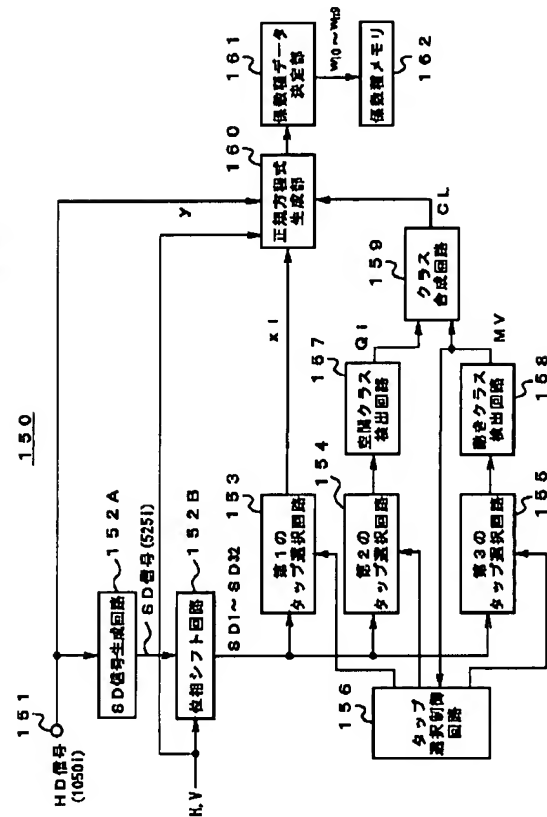 150
151
HD信号
(1050i)
152A
SD信号生成回路
SD信号(525i)
152B
位相シフト回路
H,V
SD1~SD32
153
第1の
タップ選択回路
154
第2の
タップ選択回路
155
第3の
タップ選択回路
156
タップ
選択制御
回路
157
空間クラス
検出回路
158
動きクラス
検出回路
Qi
MV
159
クラス
合成回路
CL
xi
y
160
正規方程式
生成部
161
係数種データ
決定部
w10~wn9
162
係数種メモリ